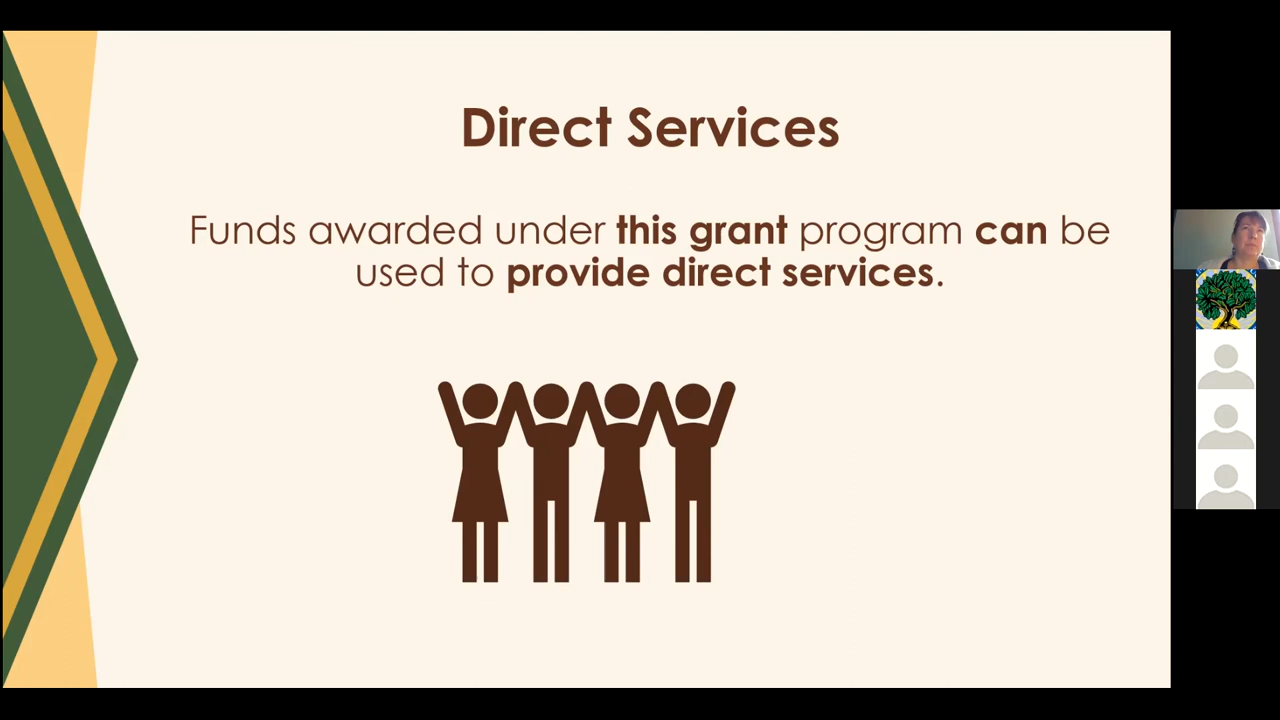 Direct Services
Funds awarded under this grant program can be
used to provide direct services.